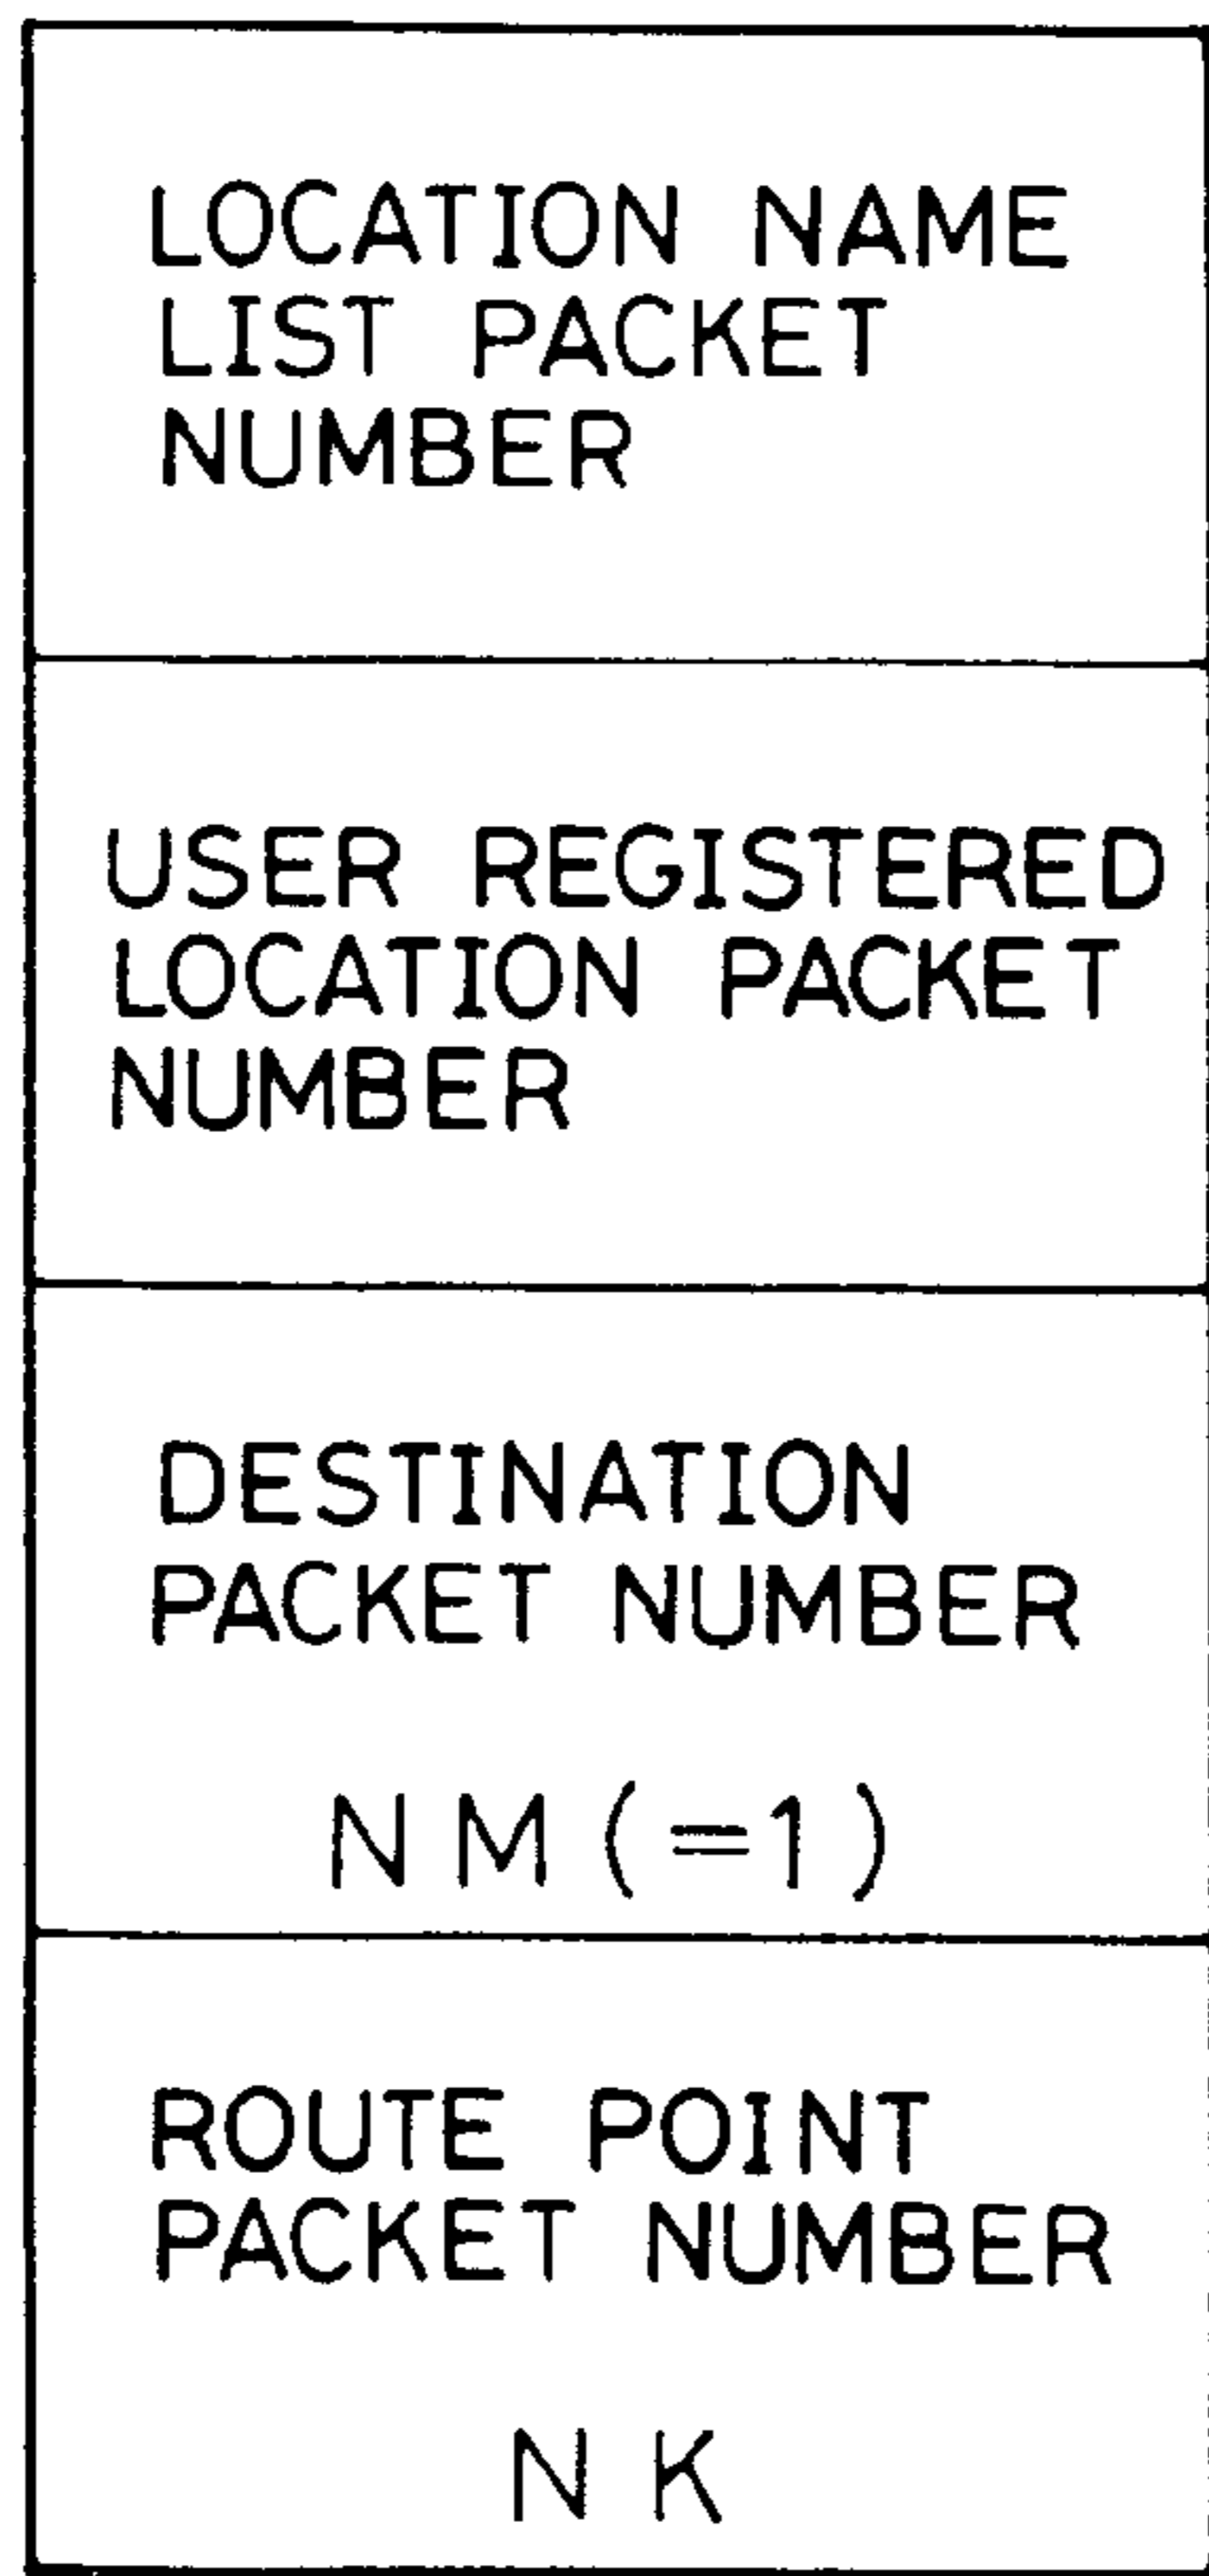 LOCATION NAME
LIST PACKET
NUMBER
USER REGISTERED
LOCATION PACKET
NUMBER
DESTINATION
PACKET NUMBER
NM(=1)
ROUTE POINT
PACKET NUMBER
NK